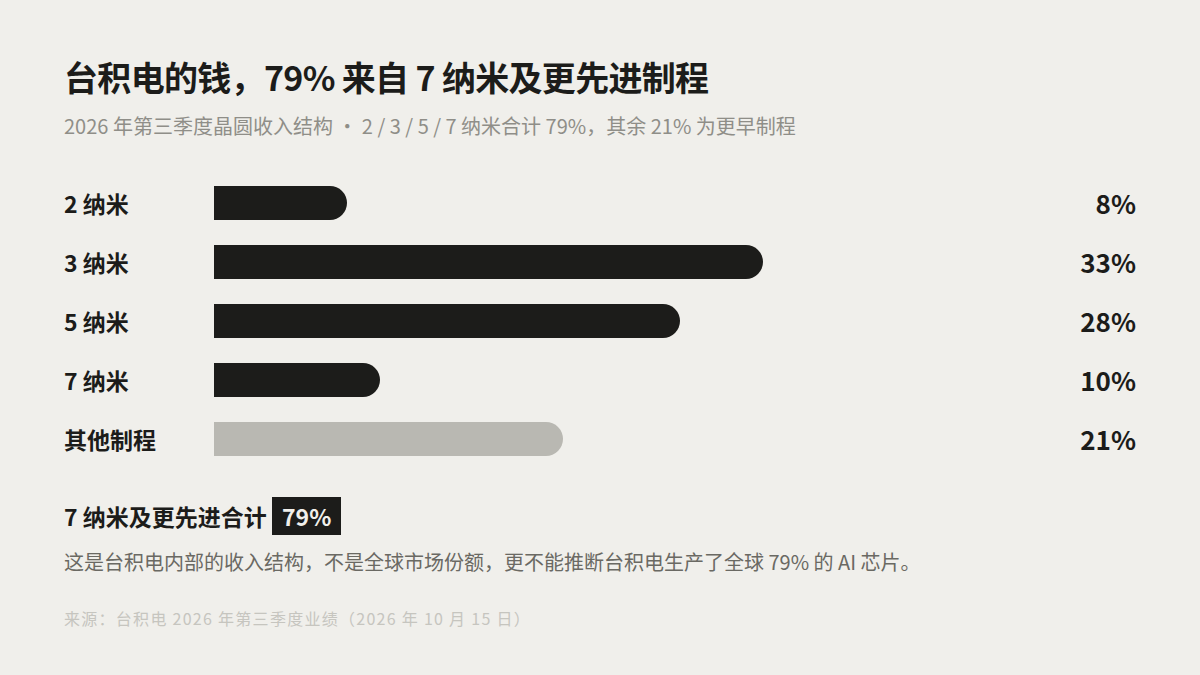 台积电的钱，79% 来自 7 纳米及更先进制程
2026 年第三季度晶圆收入结构 · 2 / 3 / 5 / 7 纳米合计 79%，其余 21% 为更早制程
2 纳米 8%
3 纳米 33%
5 纳米 28%
7 纳米 10%
其他制程 21%
7 纳米及更先进合计 79%
这是台积电内部的收入结构，不是全球市场份额，更不能推断台积电生产了全球 79% 的 AI 芯片。
来源：台积电 2026 年第三季度业绩（2026 年 10 月 15 日）